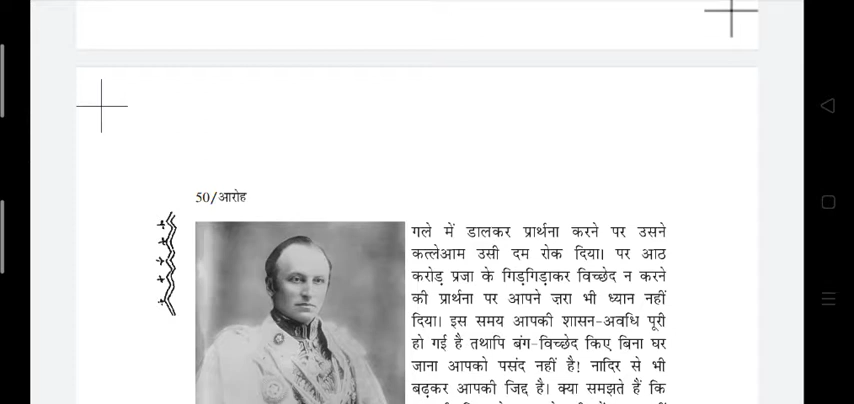 50/आरोह
गले में डालकर प्रार्थना करने पर उसने
कत्लेआम उसी दम रोक दिया। पर आठ
करोड़ प्रजा के गिड़गिड़ाकर विच्छेद न करने
की प्रार्थना पर आपने ज़रा भी ध्यान नहीं
दिया। इस समय आपकी शासन-अवधि पूरी
हो गई है तथापि बंग-विच्छेद किए बिना घर
जाना आपको पसंद नहीं है! नादिर से भी
बढ़कर आपकी जिद्द है। क्या समझते हैं कि